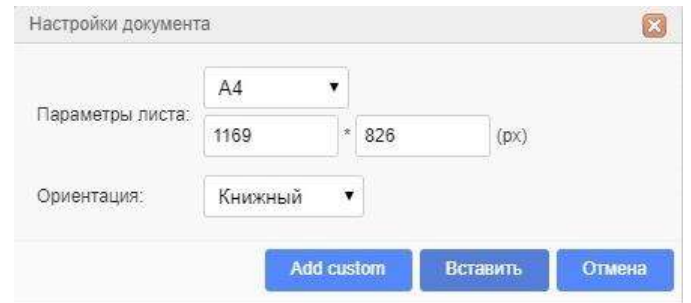 Настройки документа
A4
Параметры листа:
1169 * 826 (px)
Ориентация: Книжный
Add custom Вставить Отмена